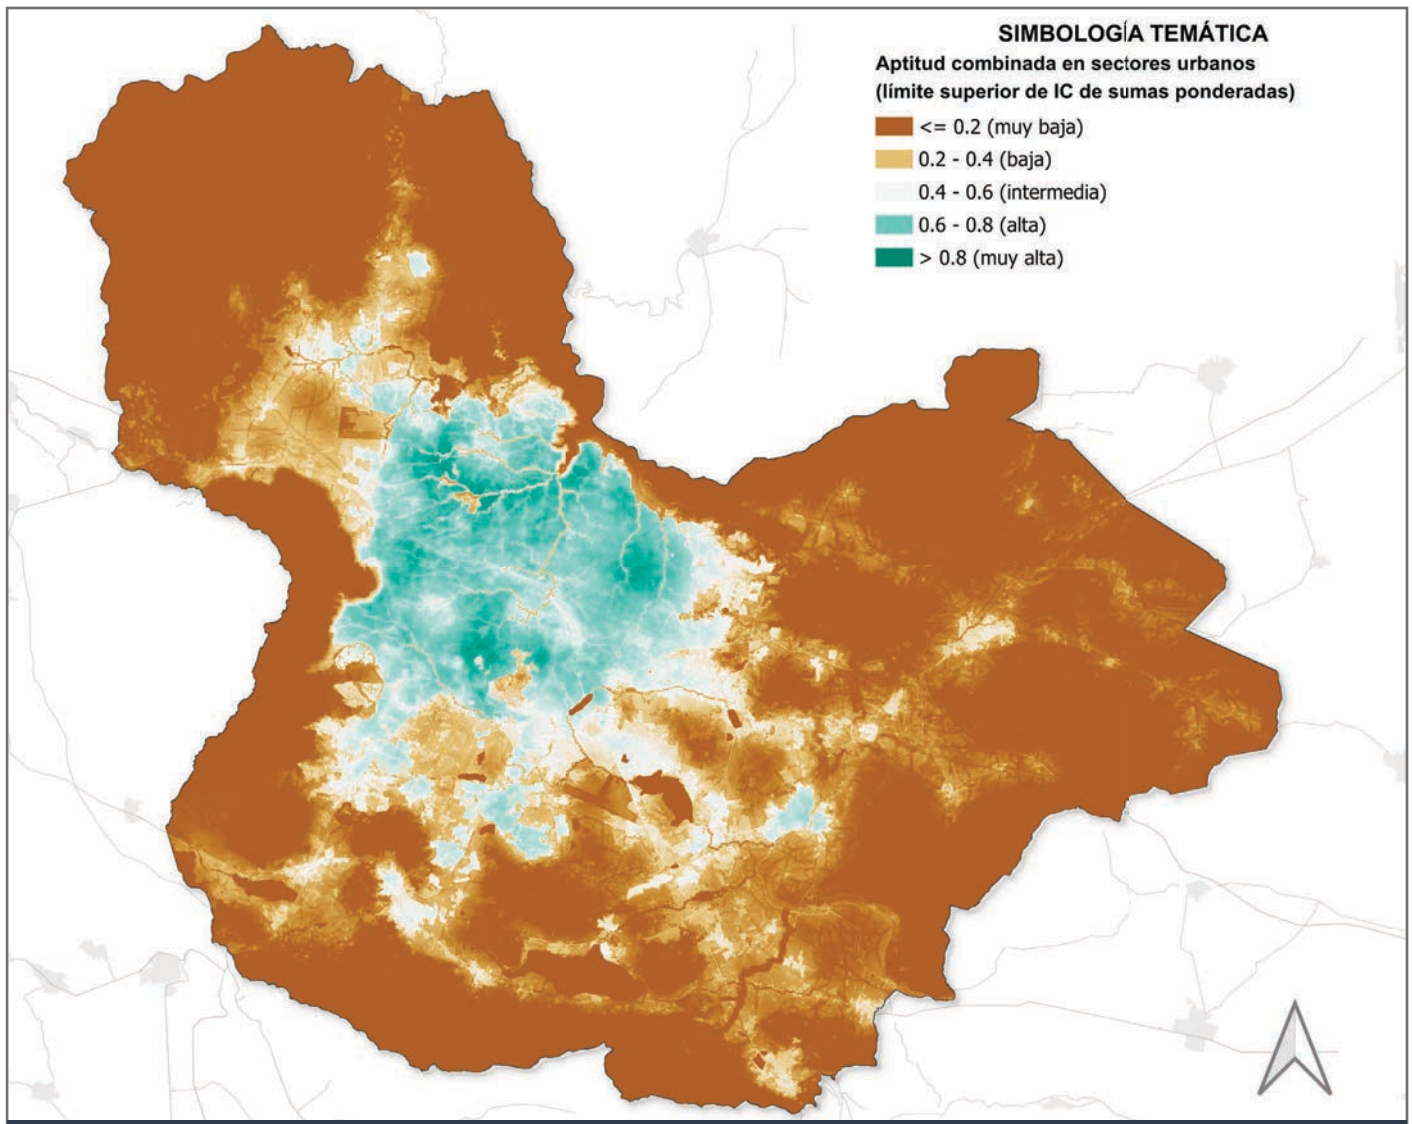 SIMBOLOGÍA TEMÁTICA
Aptitud combinada en sectores urbanos
(límite superior de IC de sumas ponderadas)
<= 0.2 (muy baja)
0.2 - 0.4 (baja)
0.4 - 0.6 (intermedia)
0.6 - 0.8 (alta)
> 0.8 (muy alta)